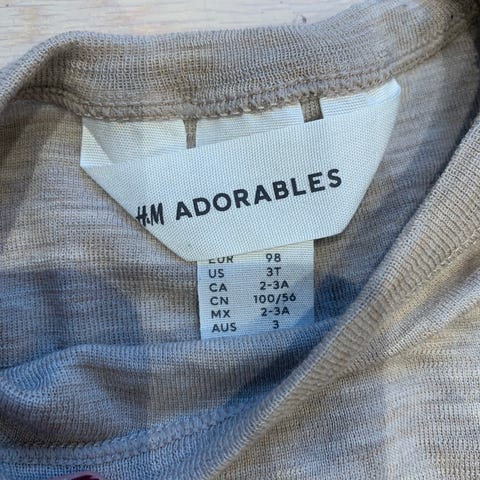 H&M ADORABLES
EUR 98
US 3T
CA 2-3A
CN 100/56
MX 2-3A
AUS 3